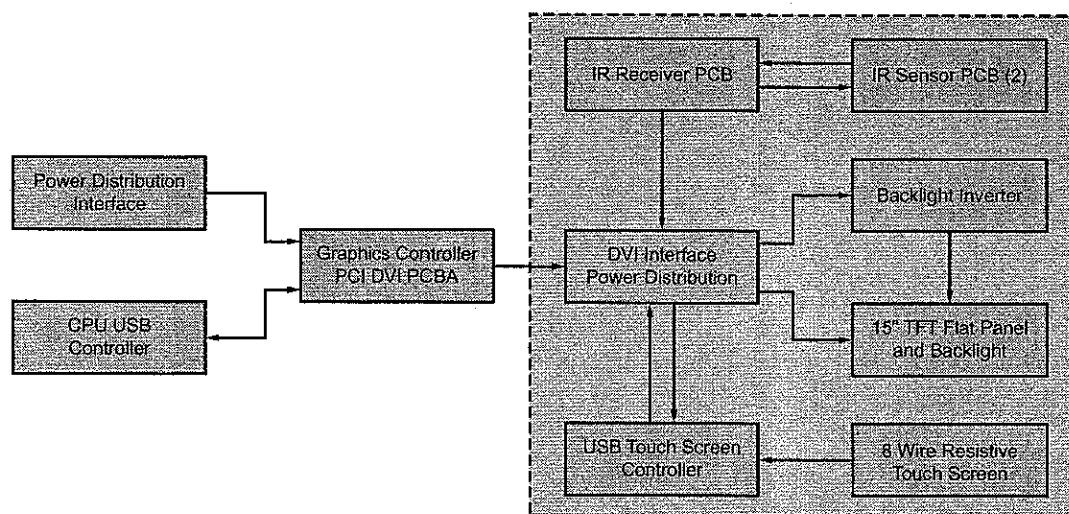 IR Receiver PCB
IR Sensor PCB (2)
Power Distribution
Interface
Backlight Inverter
Graphics Controller
PCI DVI PCBA
DVI Interface
Power Distribution
CPU USB
Controller
15" TFT Flat Panel
and Backlight
USB Touch Screen
Controller
8 Wire Resistive
Touch Screen